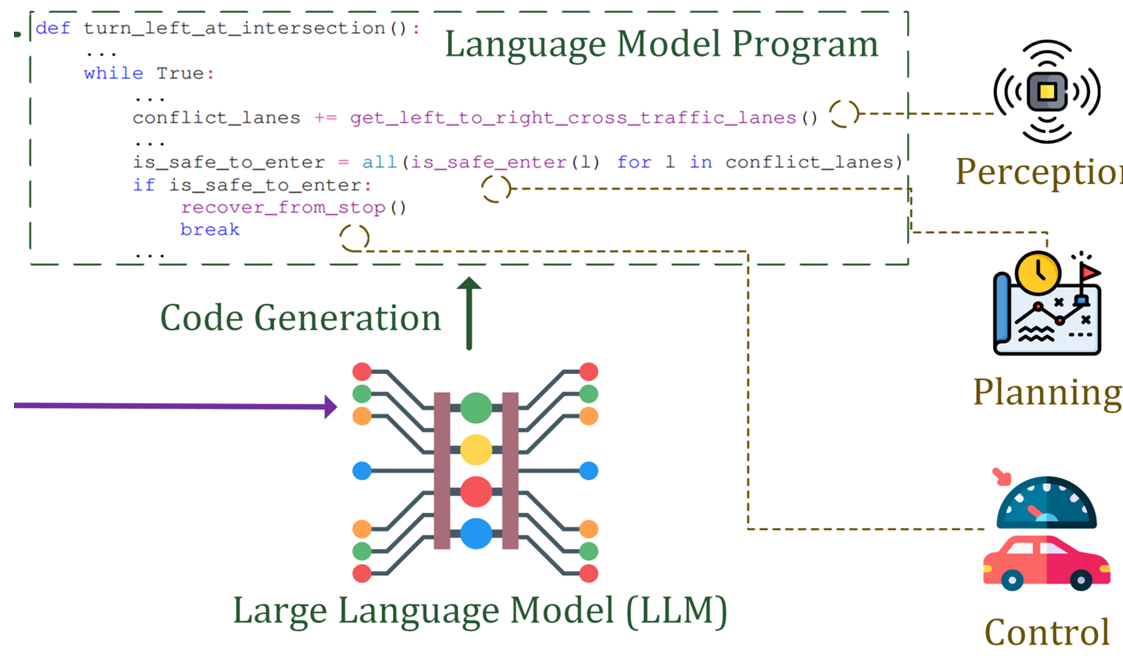 def turn_left_at_intersection():
...
Language Model Program
while True:
...
conflict_lanes += get_left_to_right_cross_traffic_lanes()
...
is_safe_to_enter = all(is_safe_enter(l) for l in conflict_lanes)
if is_safe_to_enter:
recover_from_stop()
break
...
Perception
Planning
Control
Code Generation
Large Language Model (LLM)